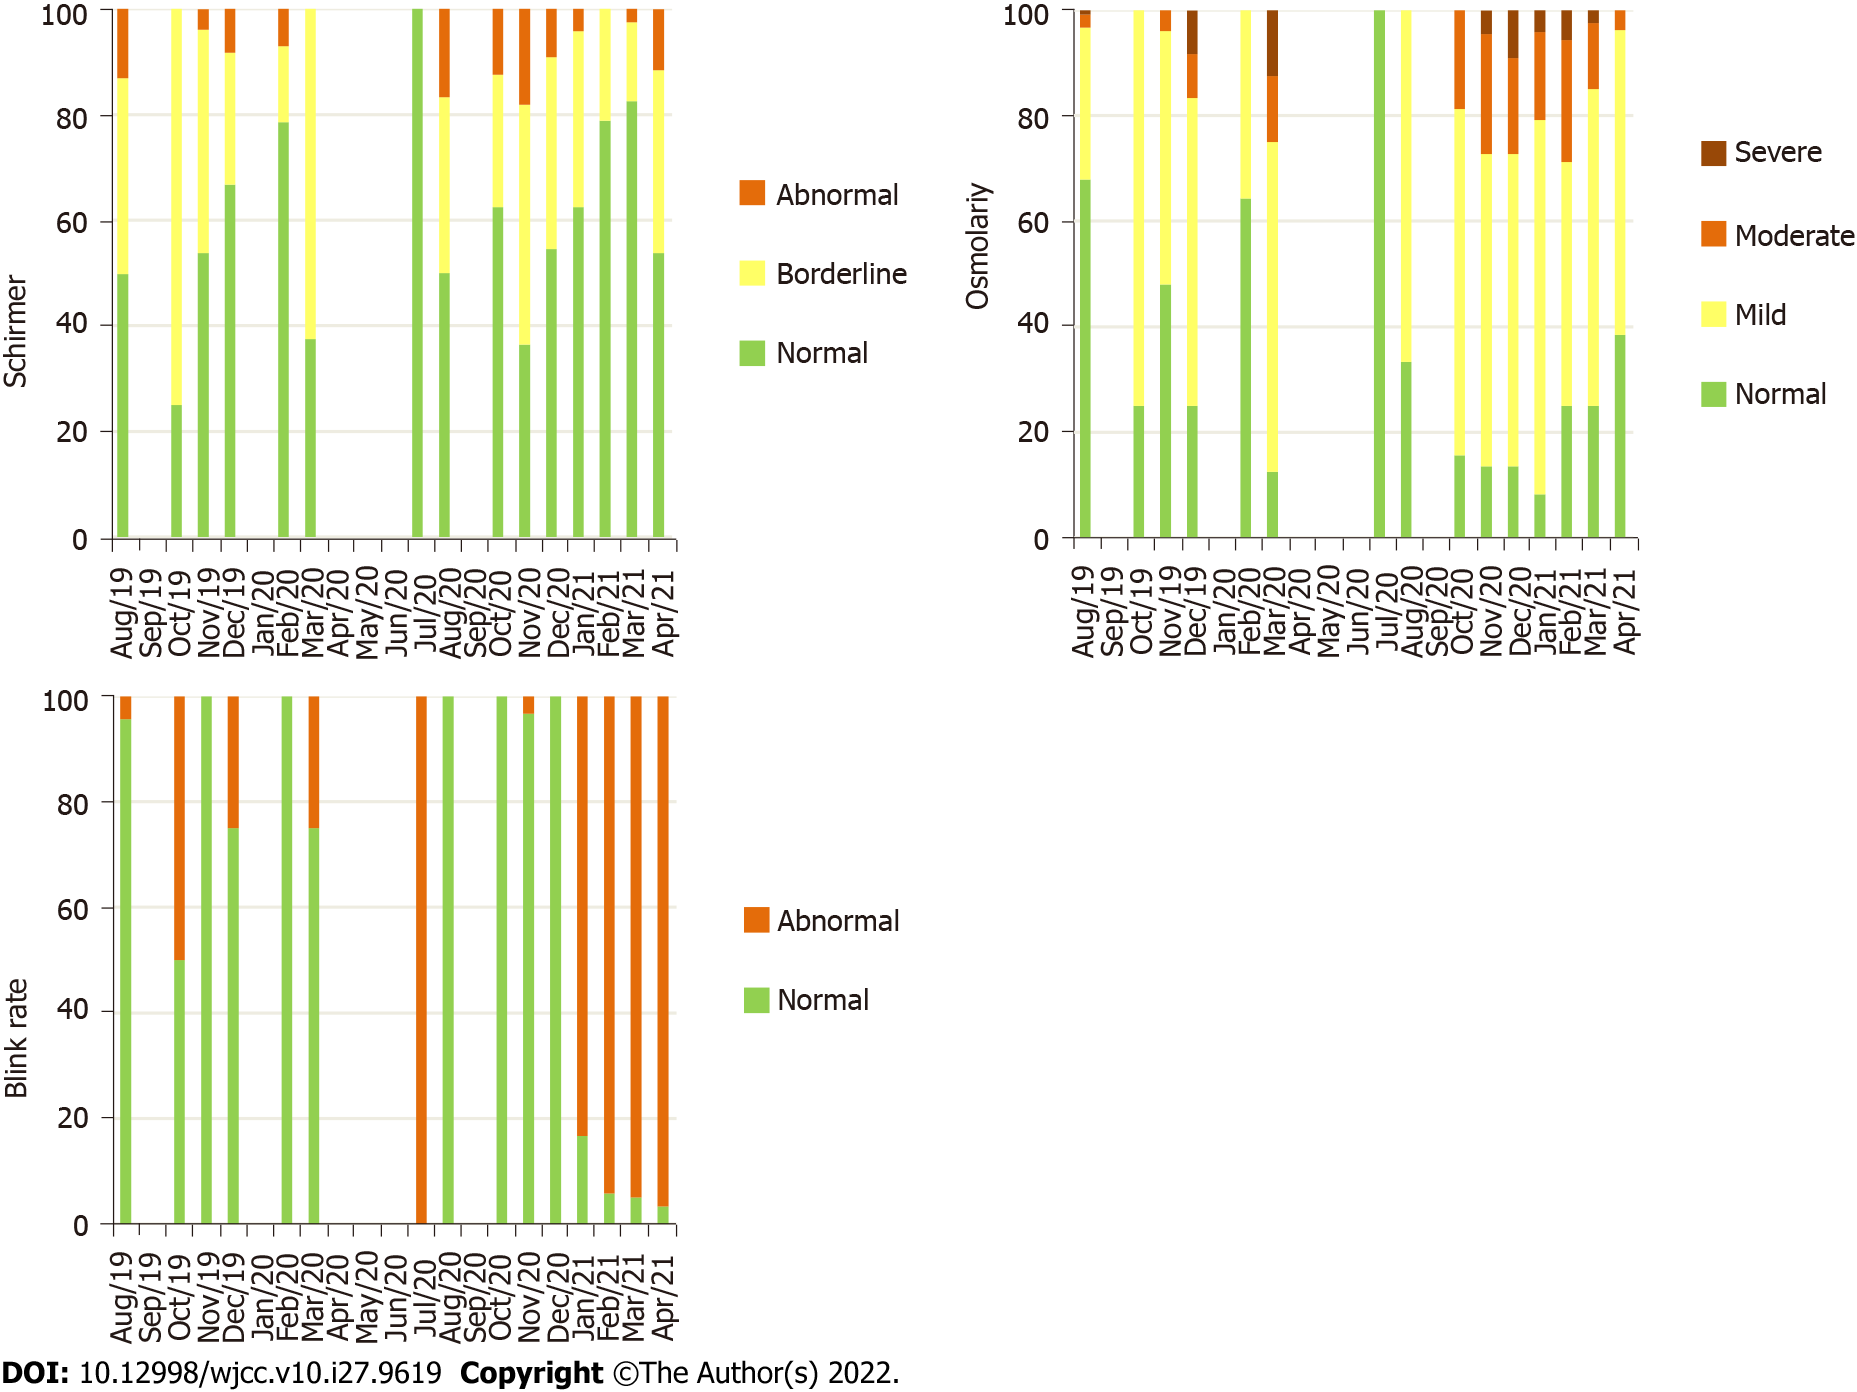 Schirmer
100
80
60
40
20
0
Aug/19
Sep/19
Oct/19
Nov/19
Dec/19
Jan/20
Feb/20
Mar/20
Apr/20
May/20
Jun/20
Jul/20
Aug/20
Sep/20
Oct/20
Nov/20
Dec/20
Jan/21
Feb/21
Mar/21
Apr/21
Abnormal
Borderline
Normal
Osmolariy
100
80
60
40
20
0
Aug/19
Sep/19
Oct/19
Nov/19
Dec/19
Jan/20
Feb/20
Mar/20
Apr/20
May/20
Jun/20
Jul/20
Aug/20
Sep/20
Oct/20
Nov/20
Dec/20
Jan/21
Feb/21
Mar/21
Apr/21
Severe
Moderate
Mild
Normal
Blink rate
100
80
60
40
20
0
Aug/19
Sep/19
Oct/19
Nov/19
Dec/19
Jan/20
Feb/20
Mar/20
Apr/20
May/20
Jun/20
Jul/20
Aug/20
Sep/20
Oct/20
Nov/20
Dec/20
Jan/21
Feb/21
Mar/21
Apr/21
Abnormal
Normal
DOI: 10.12998/wjcc.v10.i27.9619 Copyright ©The Author(s) 2022.